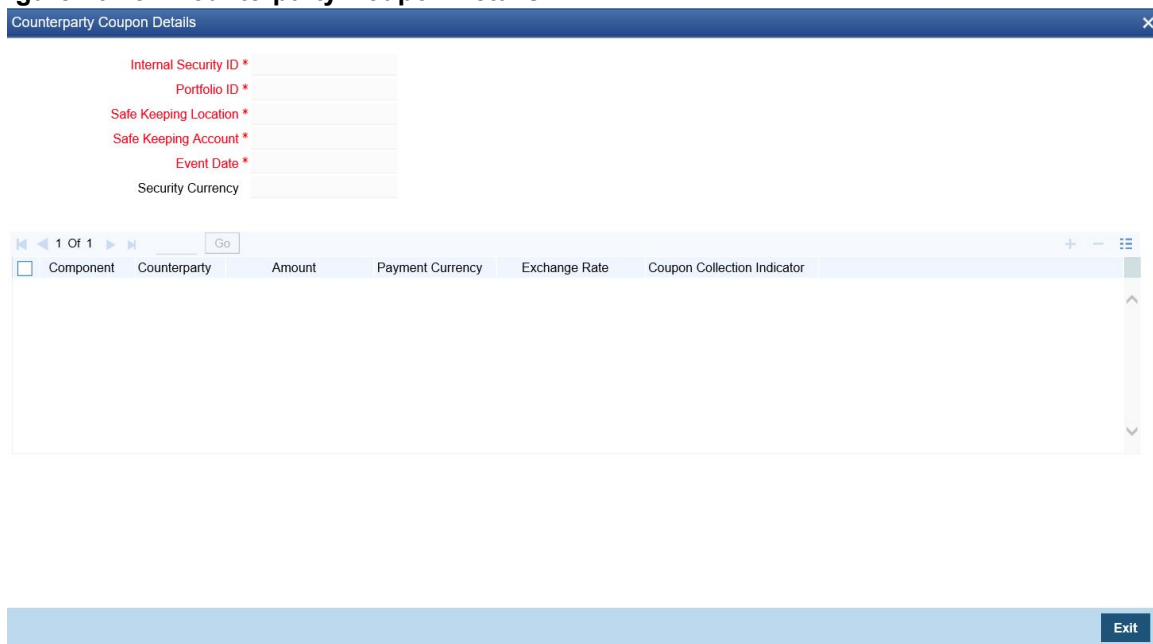 Counterparty Coupon Details
Internal Security ID *
Portfolio ID *
Safe Keeping Location *
Safe Keeping Account *
Event Date *
Security Currency
1 Of 1 Go
Component Counterparty Amount Payment Currency Exchange Rate Coupon Collection Indicator
Exit